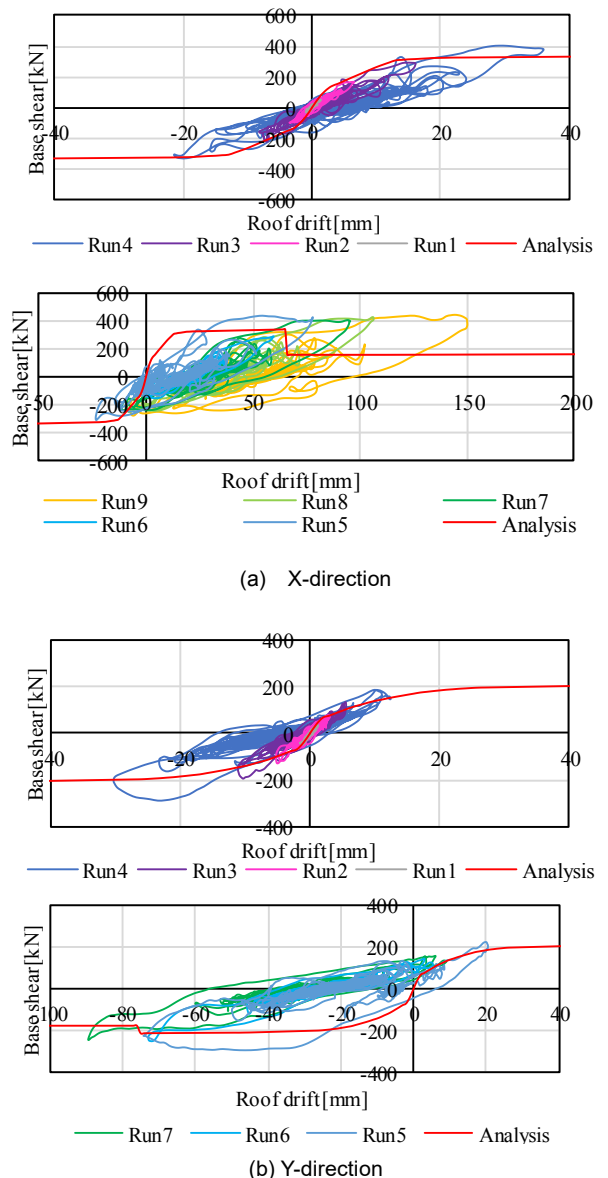 600
400
200
0
-40 -20 0 20 40
-200
-400
-600
Base shear[kN]
Roof drift[mm]
Run4 Run3 Run2 Run1 Analysis
600
400
200
0
-50 0 50 100 150 200
-200
-400
-600
Base shear[kN]
Roof drift[mm]
Run9 Run8 Run7
Run6 Run5 Analysis
(a) X-direction
400
200
0
-40 -20 0 20 40
-200
-400
Base shear[kN]
Roof drift[mm]
Run4 Run3 Run2 Run1 Analysis
400
200
0
-100 -80 -60 -40 -20 0 20 40
-200
-400
Base shear[kN]
Roof drift[mm]
Run7 Run6 Run5 Analysis
(b) Y-direction